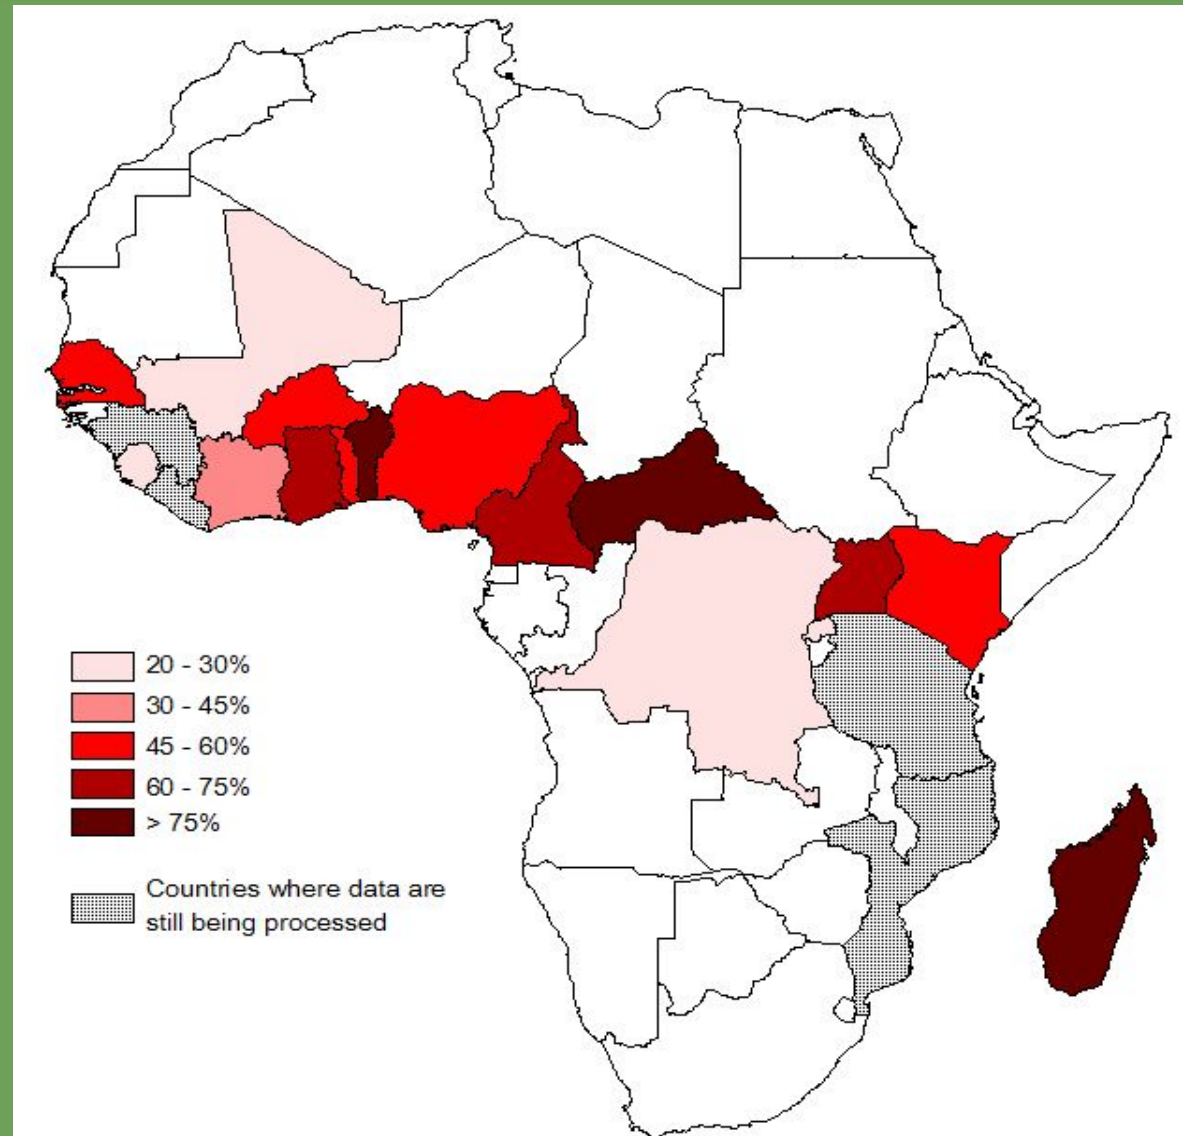 20 - 30%
30 - 45%
45 - 60%
60 - 75%
> 75%
Countries where data are
still being processed